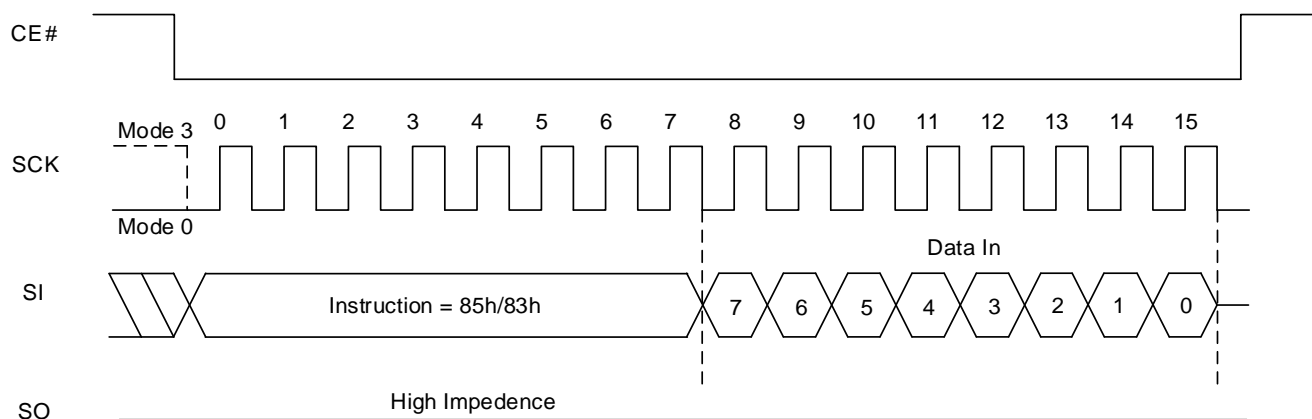 CE#
Mode 3
0 1 2 3 4 5 6 7 8 9 10 11 12 13 14 15
SCK
Mode 0
Data In
SI
Instruction = 85h/83h
7 6 5 4 3 2 1 0
High Impedence
SO